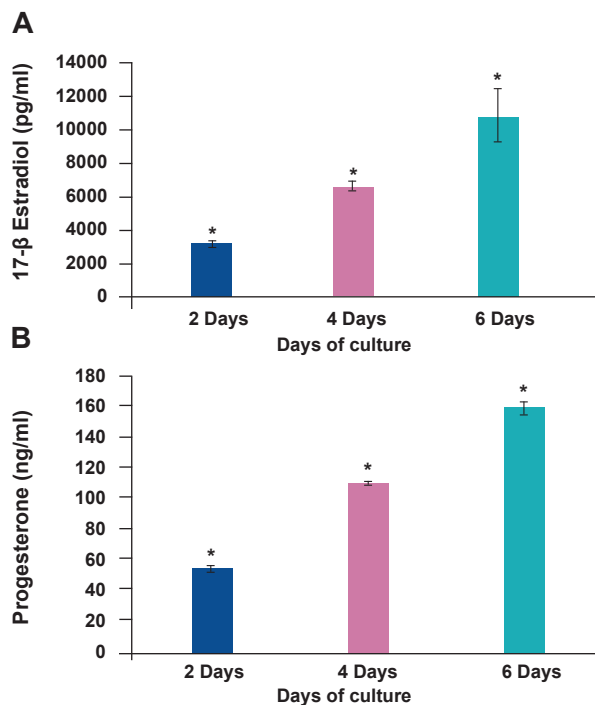 A
17-β Estradiol (pg/ml)
14000
12000
10000
8000
6000
4000
2000
0
*
*
*
2 Days
4 Days
6 Days
Days of culture
B
Progesterone (ng/ml)
180
160
140
120
100
80
60
40
20
0
*
*
*
2 Days
4 Days
6 Days
Days of culture